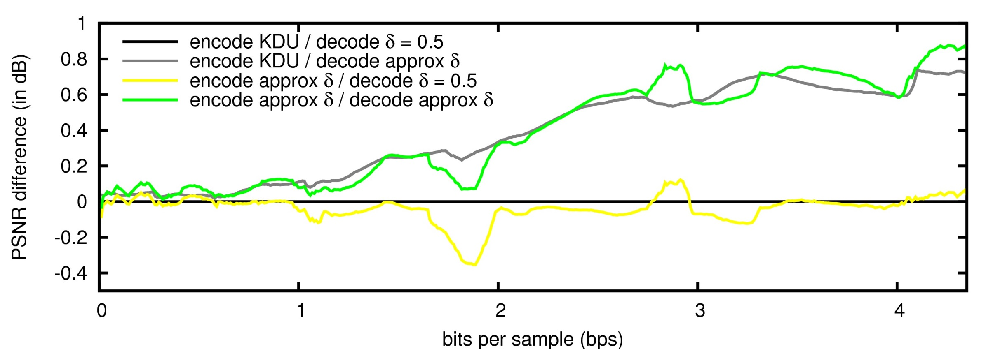 1
0.8
0.6
0.4
0.2
0
-0.2
-0.4
PSNR difference (in dB)
encode KDU / decode δ = 0.5
encode KDU / decode approx δ
encode approx δ / decode δ = 0.5
encode approx δ / decode approx δ
0 1 2 3 4
bits per sample (bps)